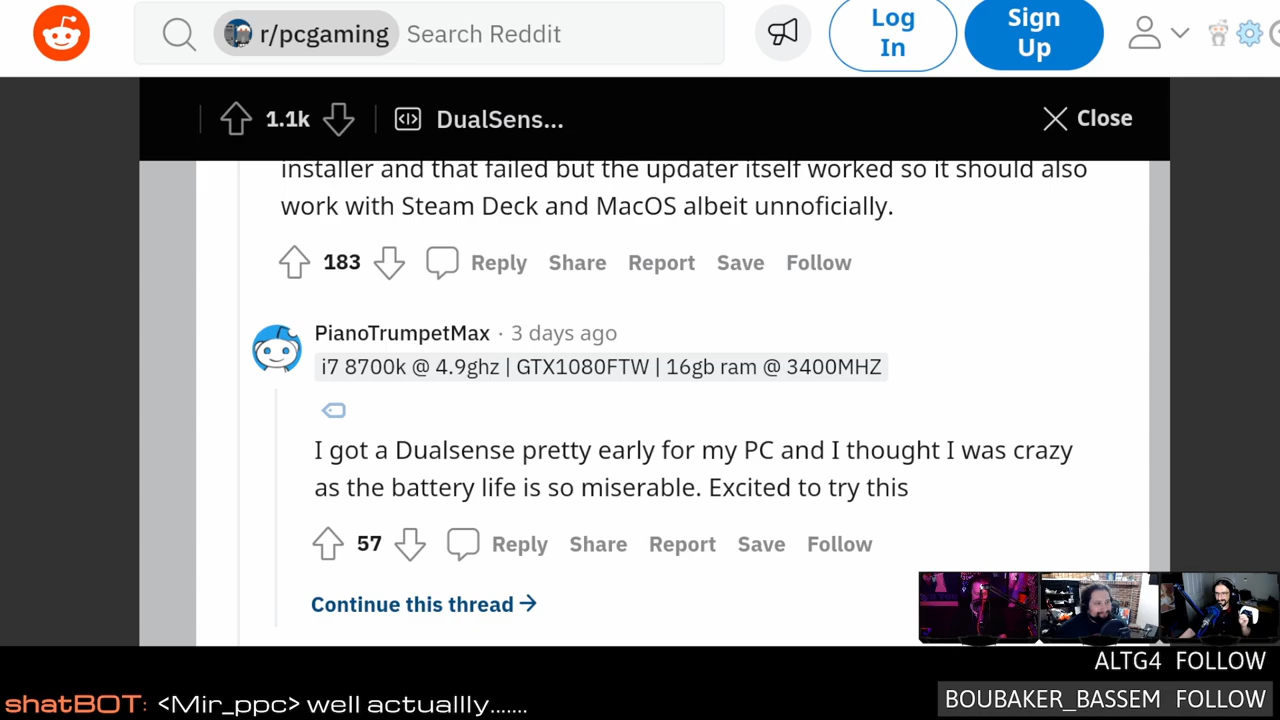 r/pcgaming Search Reddit
Log In
Sign Up
1.1k
DualSens...
Close
installer and that failed but the updater itself worked so it should also
work with Steam Deck and MacOS albeit unnoficially.
183 Reply Share Report Save Follow
PianoTrumpetMax · 3 days ago
i7 8700k @ 4.9ghz | GTX1080FTW | 16gb ram @ 3400MHZ
I got a Dualsense pretty early for my PC and I thought I was crazy
as the battery life is so miserable. Excited to try this
57 Reply Share Report Save Follow
Continue this thread →
ALTG4 FOLLOW
shatBOT: <Mir_ppc> well actuallly.......
BOUBAKER_BASSEM FOLLOW